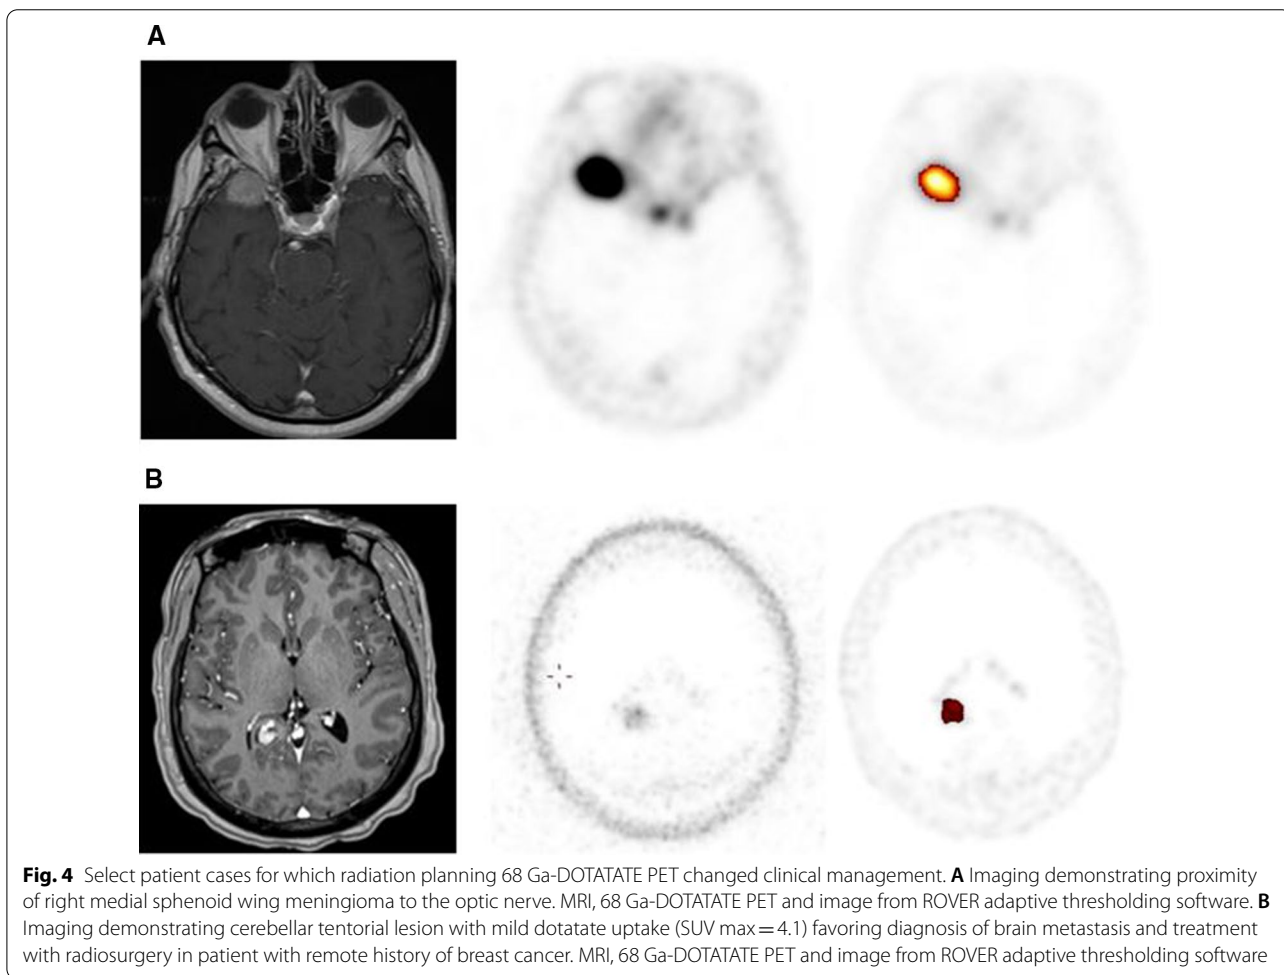 A
B
Fig. 4 Select patient cases for which radiation planning 68 Ga-DOTATATE PET changed clinical management. A Imaging demonstrating proximity
of right medial sphenoid wing meningioma to the optic nerve. MRI, 68 Ga-DOTATATE PET and image from ROVER adaptive thresholding software. B
Imaging demonstrating cerebellar tentorial lesion with mild dotatate uptake (SUV max = 4.1) favoring diagnosis of brain metastasis and treatment
with radiosurgery in patient with remote history of breast cancer. MRI, 68 Ga-DOTATATE PET and image from ROVER adaptive thresholding software